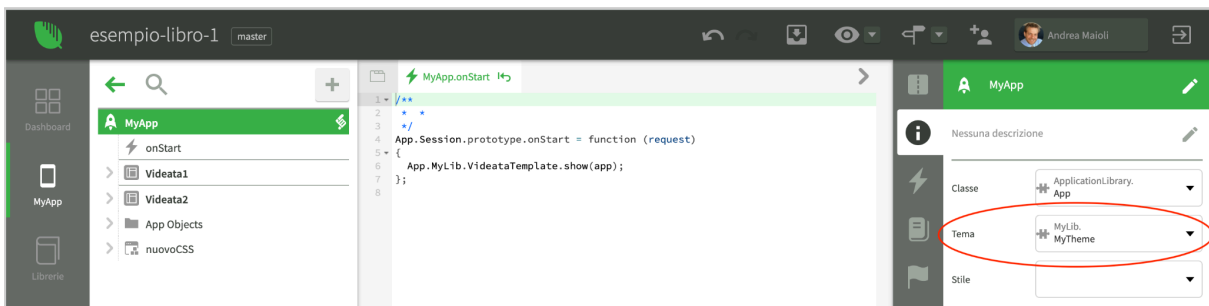 esempio-libro-1 master
Andrea Maioli
Dashboard
MyApp
Librerie
MyApp
onStart
Videata1
Videata2
App Objects
nuovoCSS
MyApp.onStart
1 /**
2  *  *
3  */
4 App.Session.prototype.onStart = function (request)
5 {
6   App.MyLib.VideataTemplate.show(app);
7 };
8
MyApp
Nessuna descrizione
Classe
ApplicationLibrary.
App
Tema
MyLib.
MyTheme
Stile